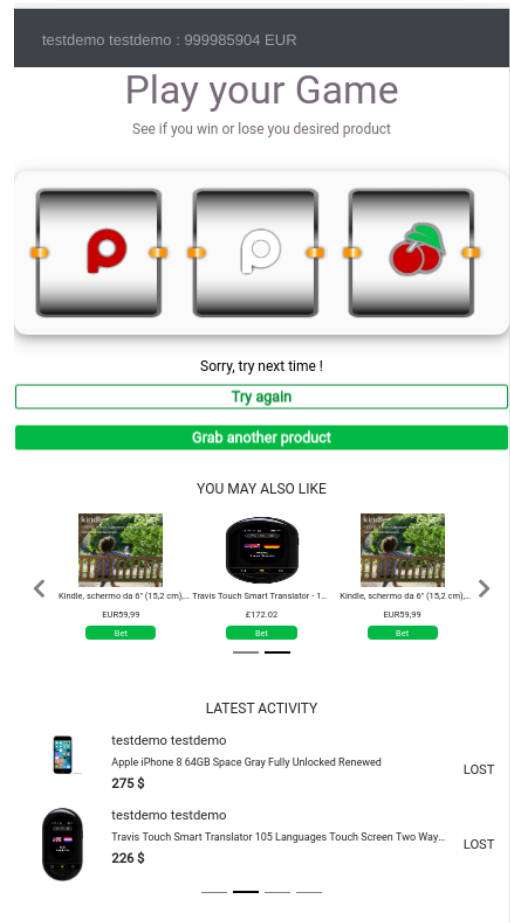 testdemo testdemo : 999985904 EUR
Play your Game
See if you win or lose you desired product
Sorry, try next time !
Try again
Grab another product
YOU MAY ALSO LIKE
Kindle, schermo da 6" (15,2 cm),... Travis Touch Smart Translator - 1... Kindle, schermo da 6" (15,2 cm),...
EUR59,99 £172.02 EUR59,99
Bet Bet Bet
LATEST ACTIVITY
testdemo testdemo
Apple iPhone 8 64GB Space Gray Fully Unlocked Renewed
LOST
275 $
testdemo testdemo
Travis Touch Smart Translator 105 Languages Touch Screen Two Way...
LOST
226 $